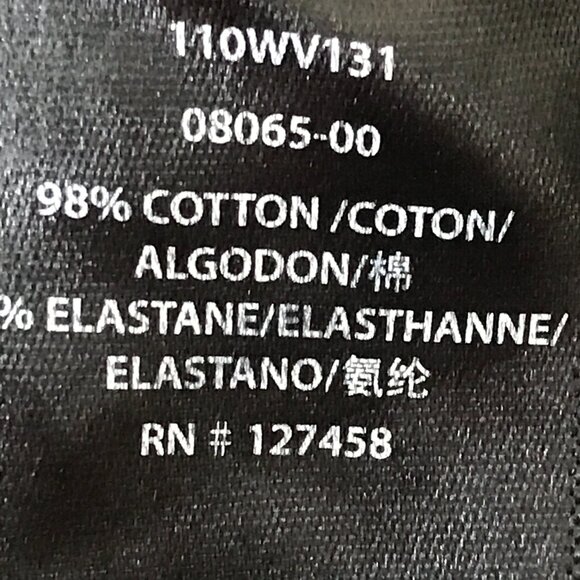 110WV131
08065-00
98% COTTON /COTON/
ALGODON/棉
% ELASTANE/ELASTHANNE/
ELASTANO/氨纶
RN # 127458